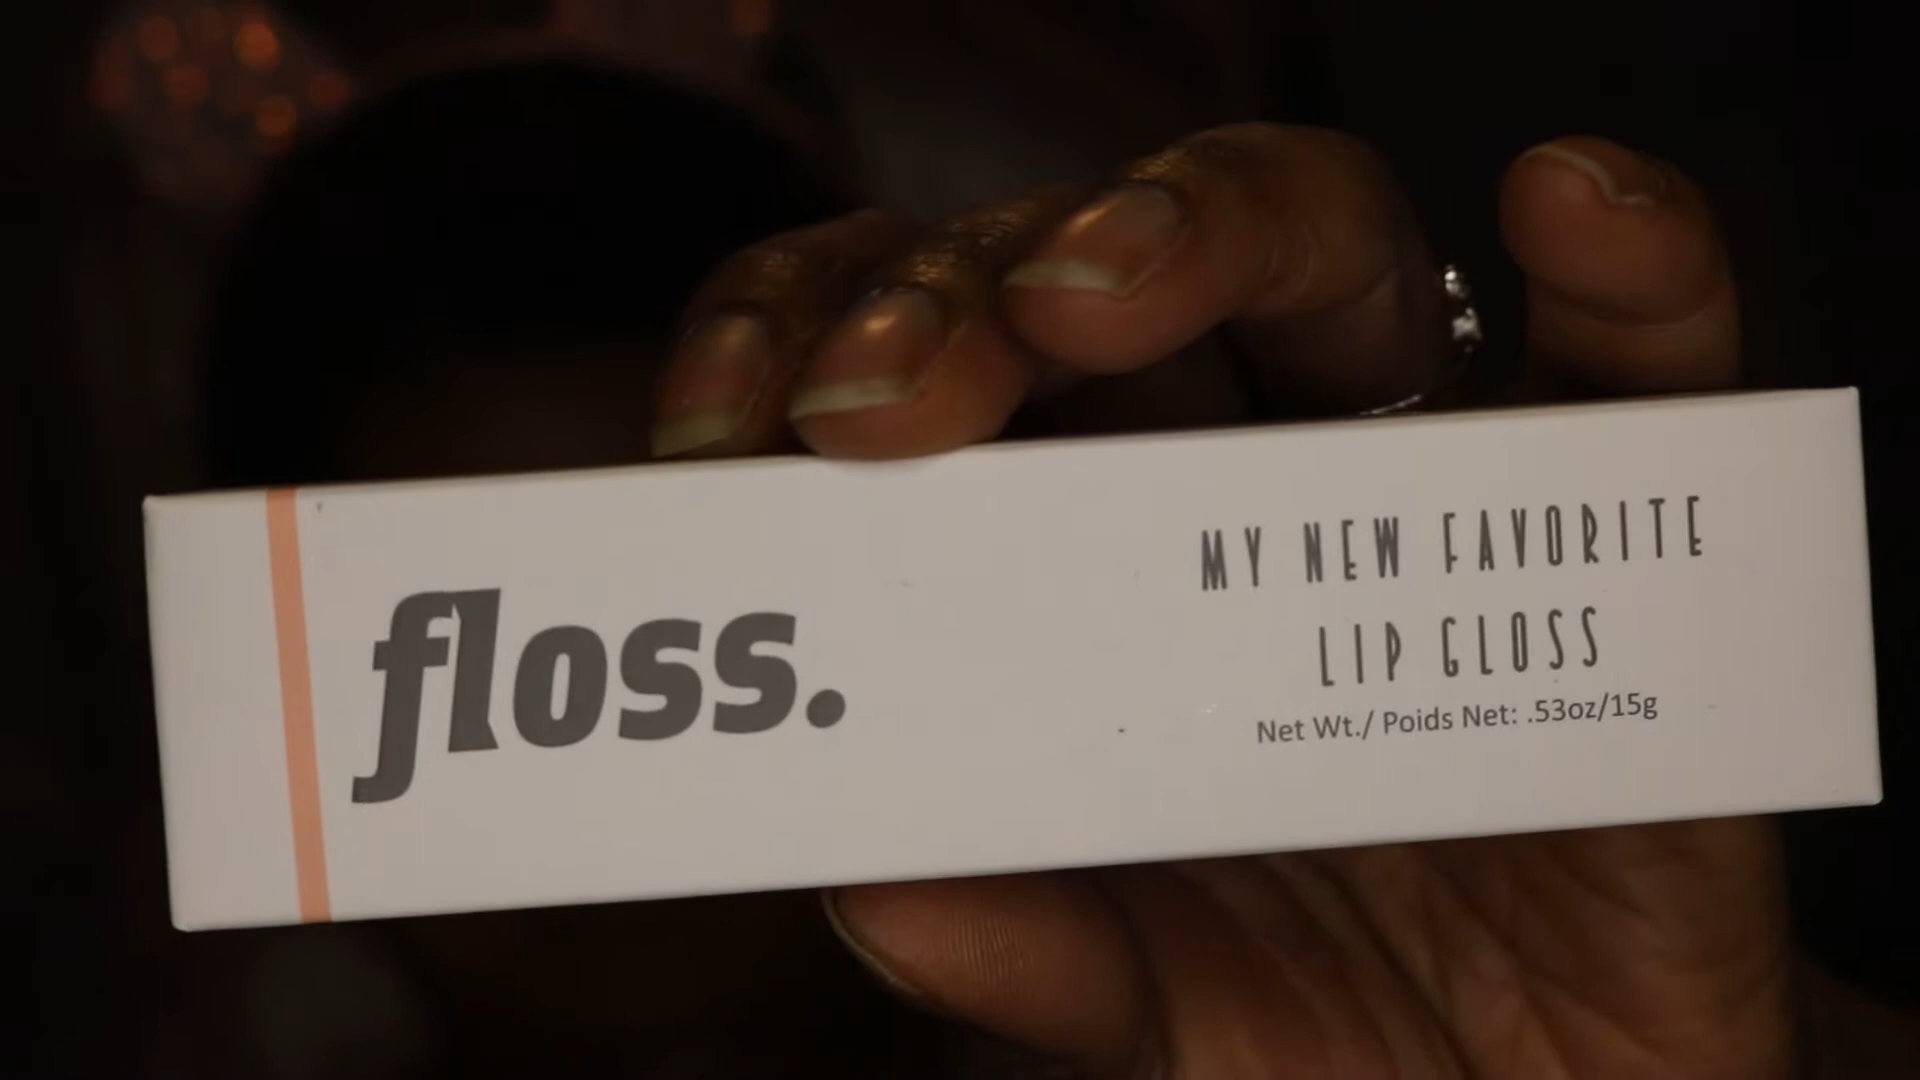 floss.
MY NEW FAVORITE
LIP GLOSS
Net Wt./ Poids Net: .53oz/15g